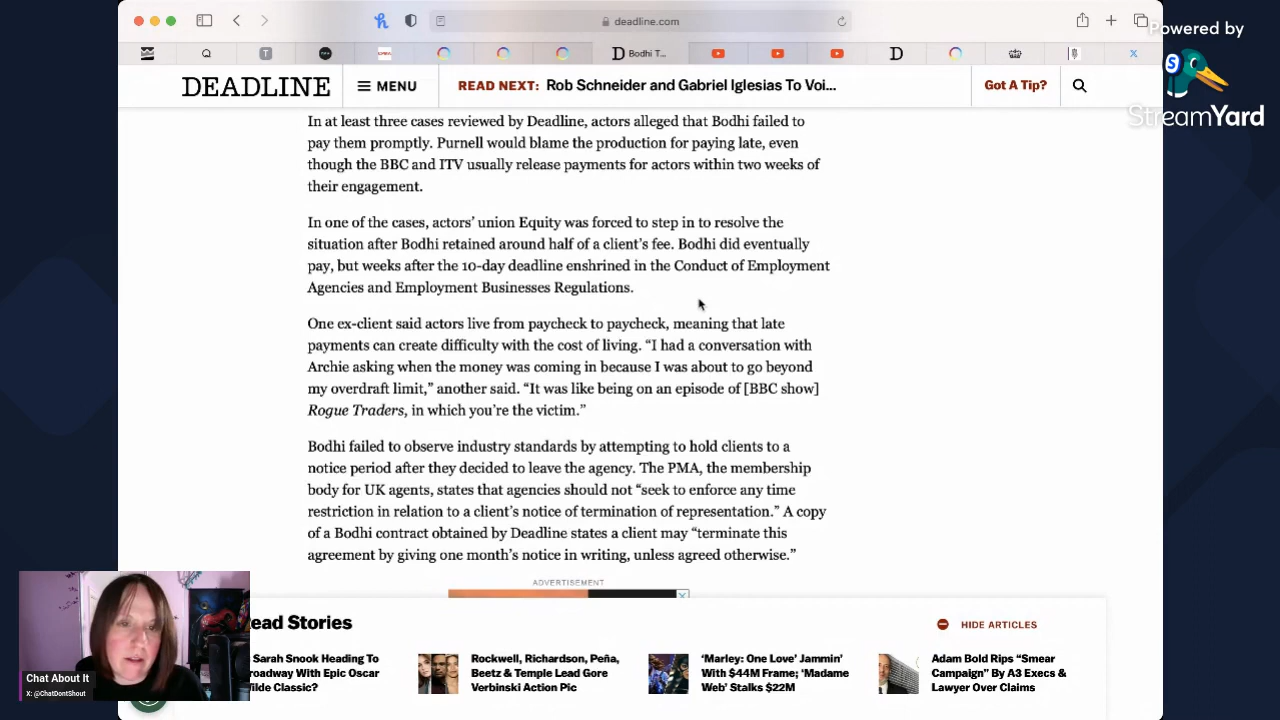 deadline.com
Powered by
StreamYard
D Bodhi T...
DEADLINE
MENU
READ NEXT: Rob Schneider and Gabriel Iglesias To Voi...
Got A Tip?
In at least three cases reviewed by Deadline, actors alleged that Bodhi failed to
pay them promptly. Purnell would blame the production for paying late, even
though the BBC and ITV usually release payments for actors within two weeks of
their engagement.
In one of the cases, actors’ union Equity was forced to step in to resolve the
situation after Bodhi retained around half of a client’s fee. Bodhi did eventually
pay, but weeks after the 10-day deadline enshrined in the Conduct of Employment
Agencies and Employment Businesses Regulations.
One ex-client said actors live from paycheck to paycheck, meaning that late
payments can create difficulty with the cost of living. “I had a conversation with
Archie asking when the money was coming in because I was about to go beyond
my overdraft limit,” another said. “It was like being on an episode of [BBC show]
Rogue Traders, in which you’re the victim.”
Bodhi failed to observe industry standards by attempting to hold clients to a
notice period after they decided to leave the agency. The PMA, the membership
body for UK agents, states that agencies should not “seek to enforce any time
restriction in relation to a client’s notice of termination of representation.” A copy
of a Bodhi contract obtained by Deadline states a client may “terminate this
agreement by giving one month’s notice in writing, unless agreed otherwise.”
ADVERTISEMENT
ead Stories
HIDE ARTICLES
Sarah Snook Heading To
roadway With Epic Oscar
ilde Classic?
Rockwell, Richardson, Peña,
Beetz & Temple Lead Gore
Verbinski Action Pic
‘Marley: One Love’ Jammin’
With $44M Frame; ‘Madame
Web’ Stalks $22M
Adam Bold Rips “Smear
Campaign” By A3 Execs &
Lawyer Over Claims
Chat About It
X: @ChatDontShout